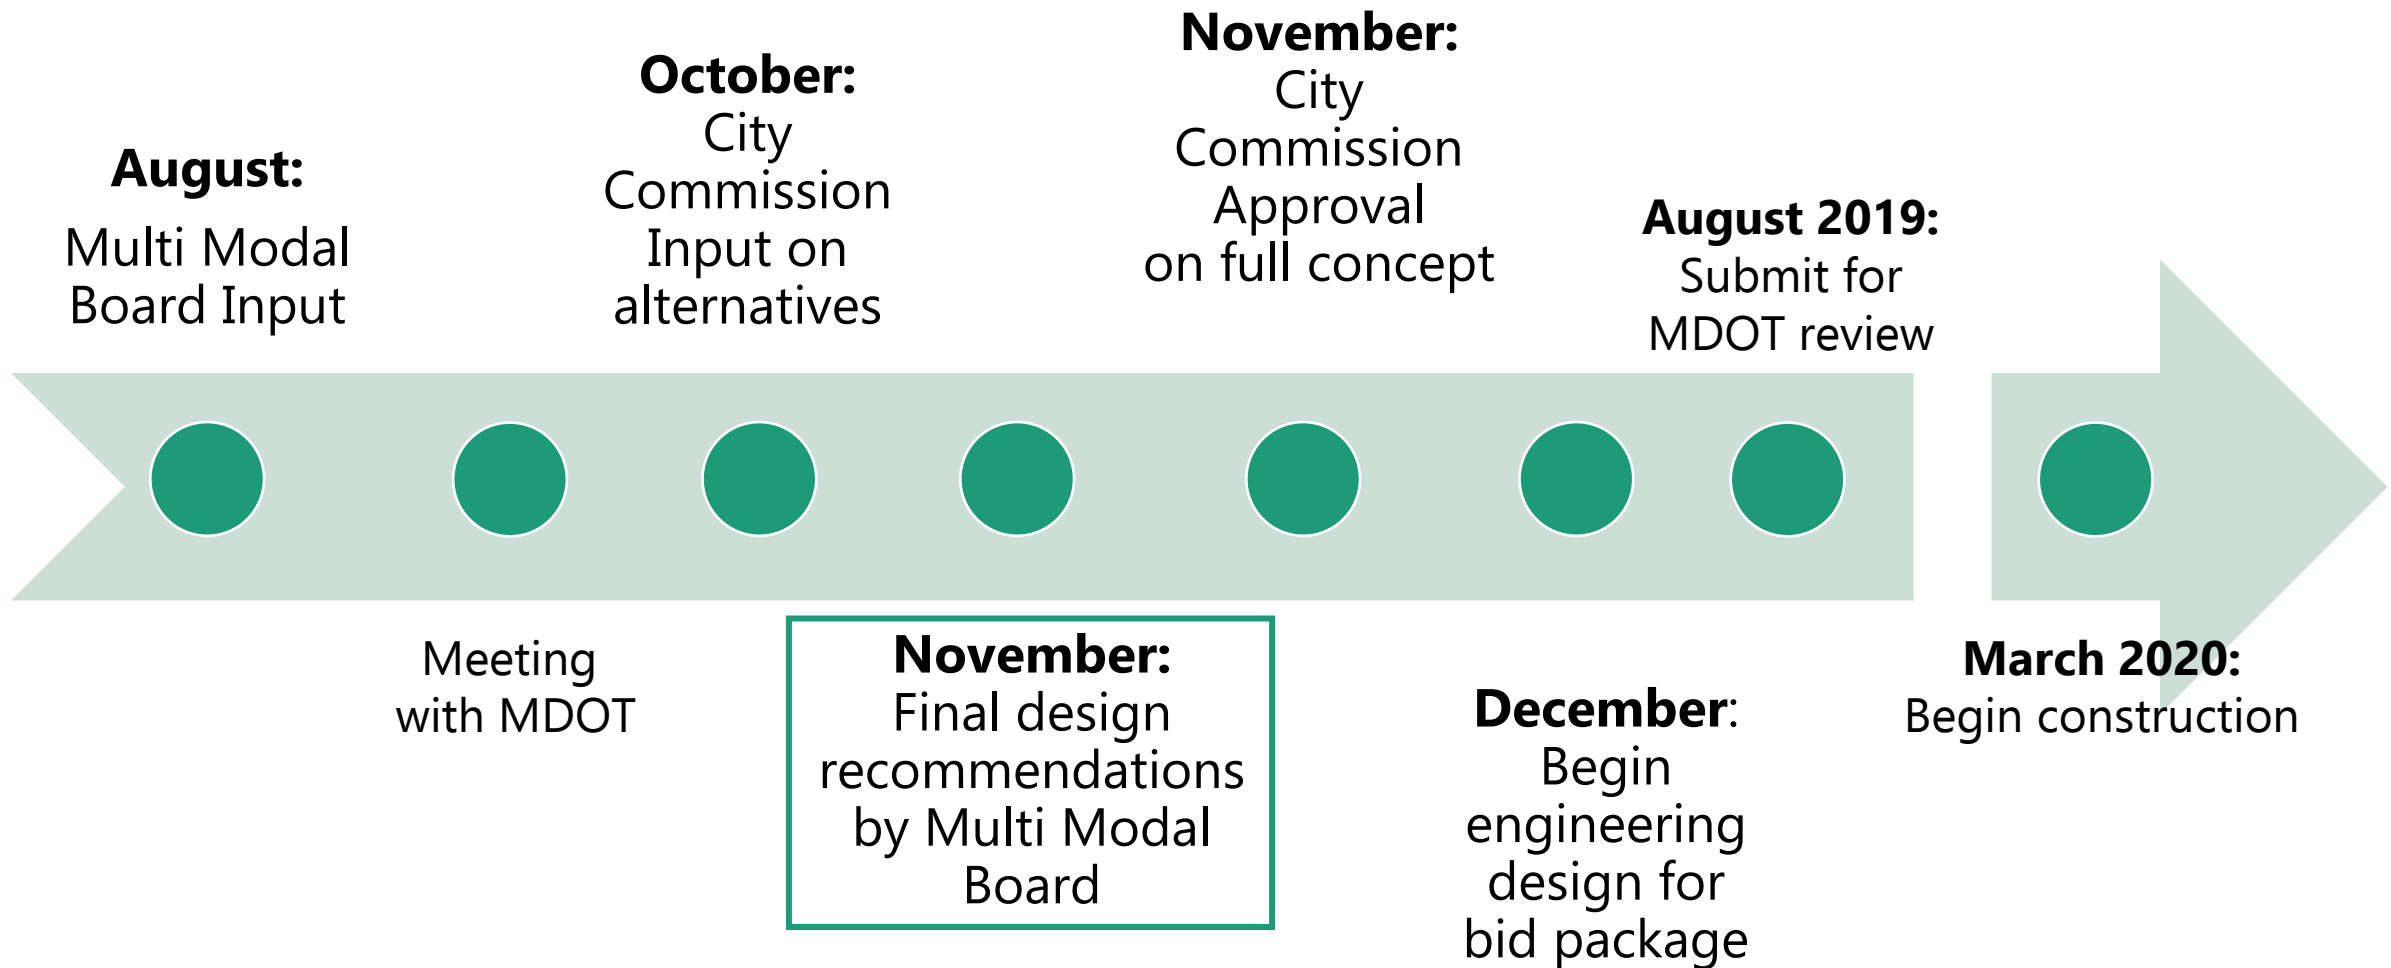 August:
Multi Modal
Board Input
Meeting
with MDOT
October:
City
Commission
Input on
alternatives
November:
Final design
recommendations
by Multi Modal
Board
November:
City
Commission
Approval
on full concept
December:
Begin
engineering
design for
bid package
August 2019:
Submit for
MDOT review
March 2020:
Begin construction